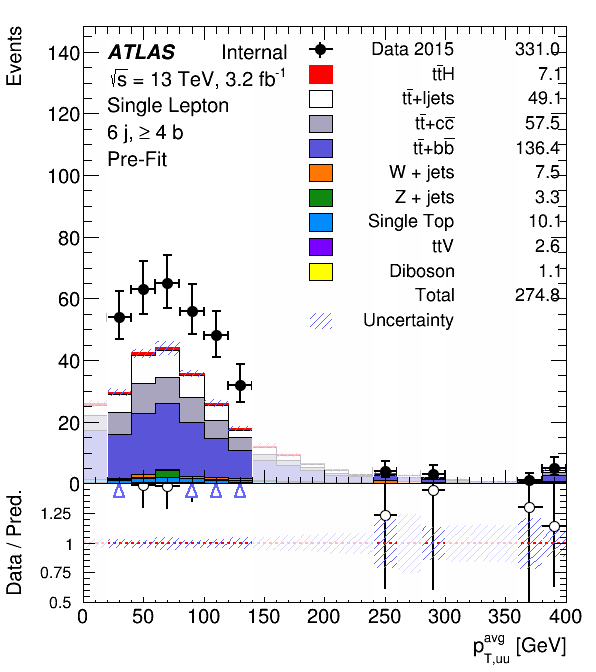 Events
140
120
100
80
60
40
20
0
ATLAS Internal
√s = 13 TeV, 3.2 fb⁻¹
Single Lepton
6 j, ≥ 4 b
Pre-Fit
Data 2015 331.0
tt̄H 7.1
tt̄+ljets 49.1
tt̄+cc̄ 57.5
tt̄+bb̄ 136.4
W + jets 7.5
Z + jets 3.3
Single Top 10.1
ttV 2.6
Diboson 1.1
Total 274.8
Uncertainty
Data / Pred.
1.25
1
0.75
0.5
0 50 100 150 200 250 300 350 400
p_{T,uu}^{avg} [GeV]